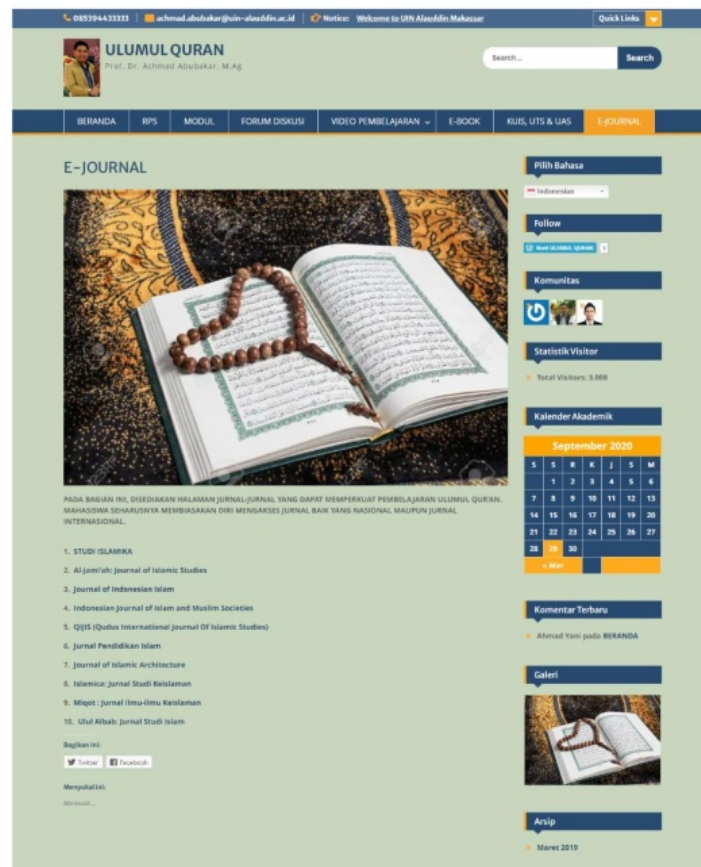 085394433333 achmad.abubakar@uin-alauddin.ac.id Notice: Welcome to UIN Alauddin Makassar Quick Links
ULUMUL QURAN
Prof. Dr. Achmad Abubakar, M.Ag
Search... Search
BERANDA RPS MODUL FORUM DISKUSI VIDEO PEMBELAJARAN E-BOOK KUIS, UTS & UAS E-JOURNAL
E-JOURNAL
PADA BAGIAN INI, DISEDIAKAN HALAMAN JURNAL-JURNAL YANG DAPAT MEMPERKUAT PEMBELAJARAN ULUMUL QUR'AN.
MAHASISWA SEHARUSNYA MEMBIASAKAN DIRI MENGAKSES JURNAL BAIK YANG NASIONAL MAUPUN JURNAL
INTERNASIONAL.
1. STUDI ISLAMIKA
2. Al-Jami'ah: Journal of Islamic Studies
3. Journal of Indonesian Islam
4. Indonesian Journal of Islam and Muslim Societies
5. QIJIS (Qudus International Journal Of Islamic Studies)
6. Jurnal Pendidikan Islam
7. Journal of Islamic Architecture
8. Islamica: Jurnal Studi Keislaman
9. Miqot : Jurnal Ilmu-Ilmu Keislaman
10. Ulul Albab: Jurnal Studi Islam
Bagikan ini:
Twitter Facebook
Menyukai ini:
Memuat...
Pilih Bahasa
Indonesian
Follow
ULUMUL QURAN
Komunitas
Statistik Visitor
Total Visitors: 3.008
Kalender Akademik
September 2020
S S R K J S M
1 2 3 4 5 6
7 8 9 10 11 12 13
14 15 16 17 18 19 20
21 22 23 24 25 26 27
28 29 30
« Mar
Komentar Terbaru
Ahmad Yani pada BERANDA
Galeri
Arsip
Maret 2019